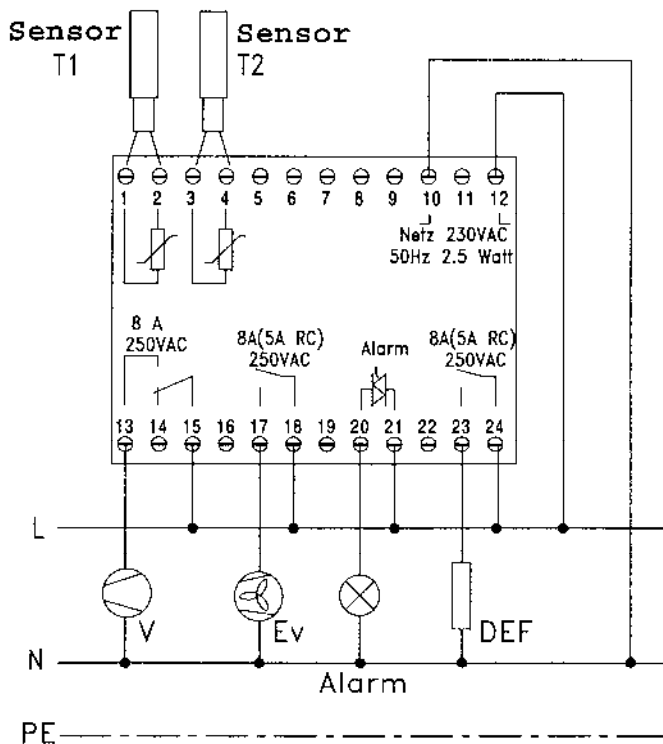 Sensor Sensor
T1 T2
1 2 3 4 5 6 7 8 9 10 11 12
Netz 230VAC
50Hz 2.5 Watt
8 A
250VAC
8A(5A RC)
250VAC
Alarm
8A(5A RC)
250VAC
13 14 15 16 17 18 19 20 21 22 23 24
L
V Ev DEF
N
Alarm
PE